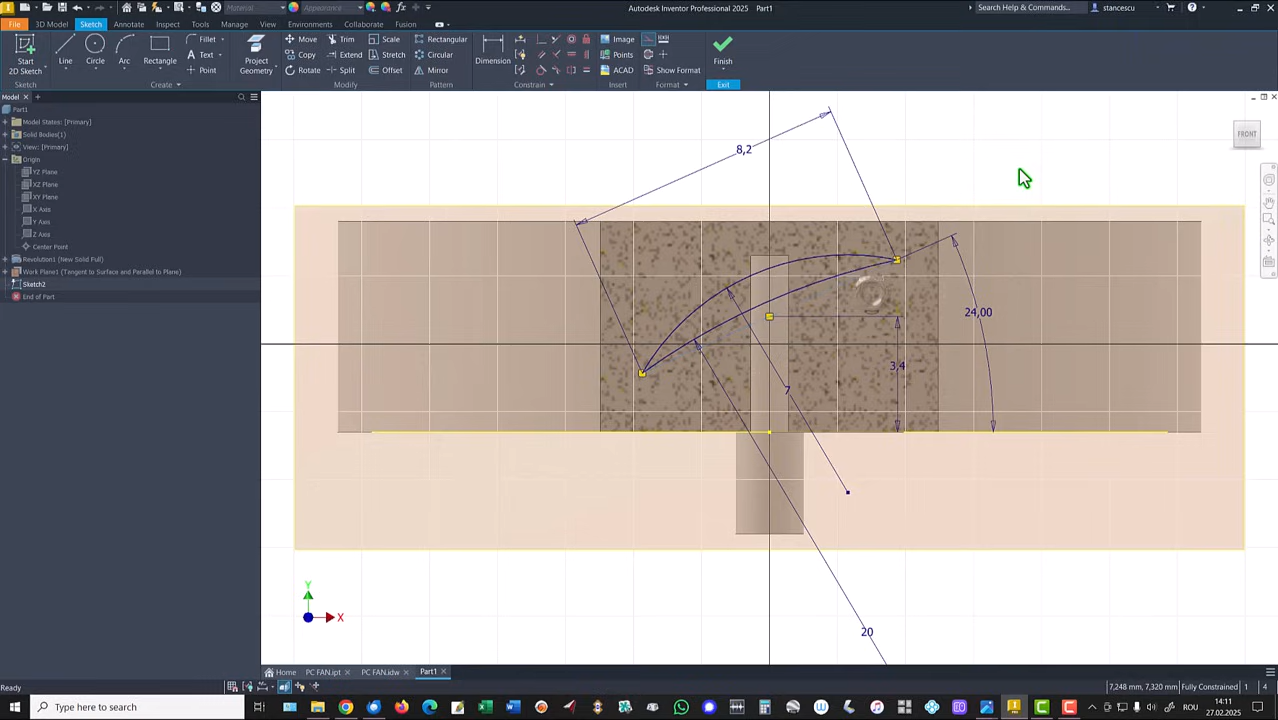 Material
Appearance
Autodesk Inventor Professional 2025 Part1
Search Help & Commands...
stancescu
File
3D Model
Sketch
Annotate
Inspect
Tools
Manage
View
Environments
Collaborate
Fusion
Start
2D Sketch
Line
Circle
Arc
Rectangle
Fillet
Text
Point
Project
Geometry
Move
Copy
Rotate
Trim
Extend
Split
Scale
Stretch
Offset
Rectangular
Circular
Mirror
Dimension
Image
Points
ACAD
Show Format
Finish
Sketch
Create
Modify
Pattern
Constrain
Insert
Format
Exit
Model
Part1
Model States: [Primary]
Solid Bodies(1)
View: [Primary]
Origin
YZ Plane
XZ Plane
XY Plane
X Axis
Y Axis
Z Axis
Center Point
Revolution1 (New Solid Full)
Work Plane1 (Tangent to Surface and Parallel to Plane)
Sketch2
End of Part
FRONT
8,2
24,00
3,4
7
20
Y
X
Home
PC FAN.ipt
PC FAN.idw
Part1
Ready
7,248 mm, 7,320 mm
Fully Constrained
1
4
Type here to search
ROU
14:11
27.02.2025